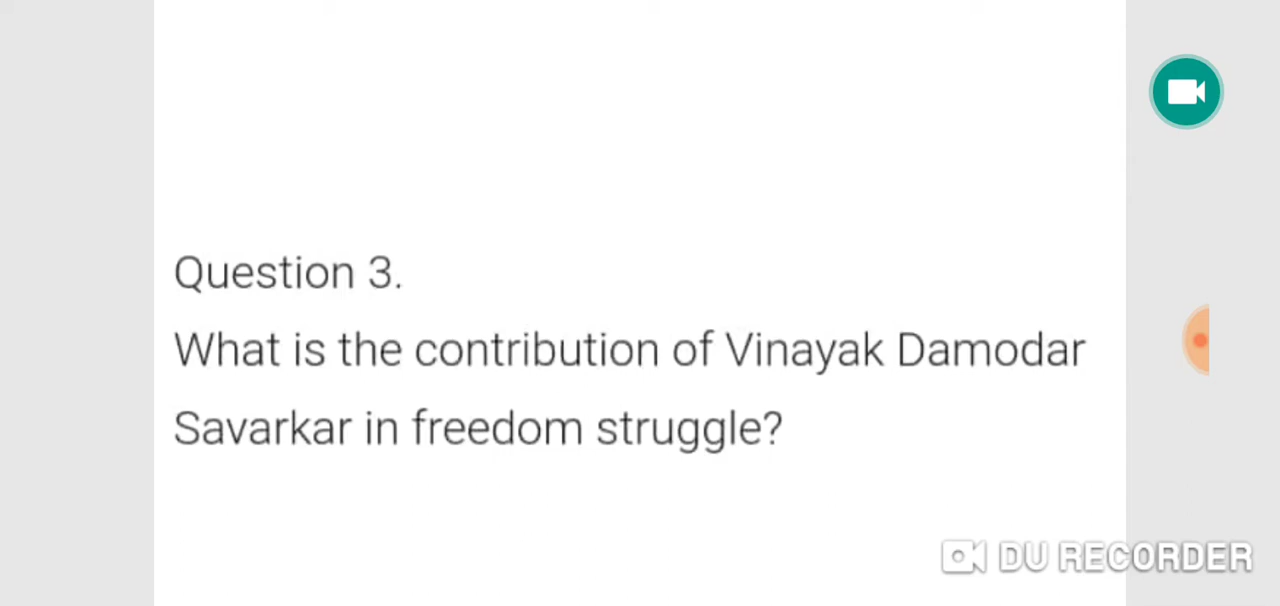 Question 3.
What is the contribution of Vinayak Damodar
Savarkar in freedom struggle?
DU RECORDER